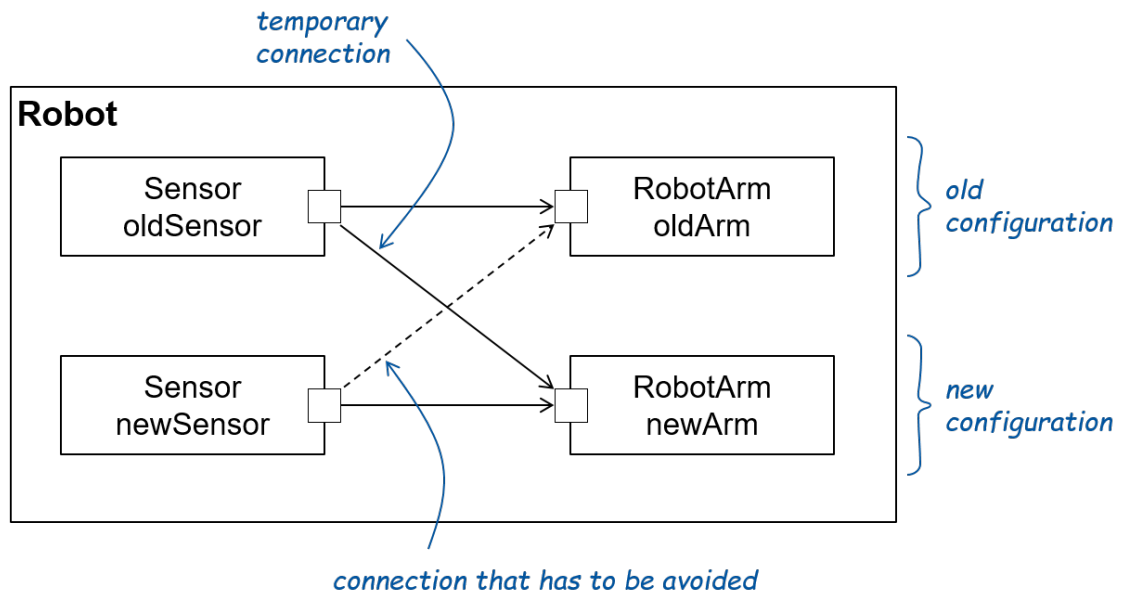 temporary
connection
Robot
Sensor
oldSensor
RobotArm
oldArm
old
configuration
Sensor
newSensor
RobotArm
newArm
new
configuration
connection that has to be avoided